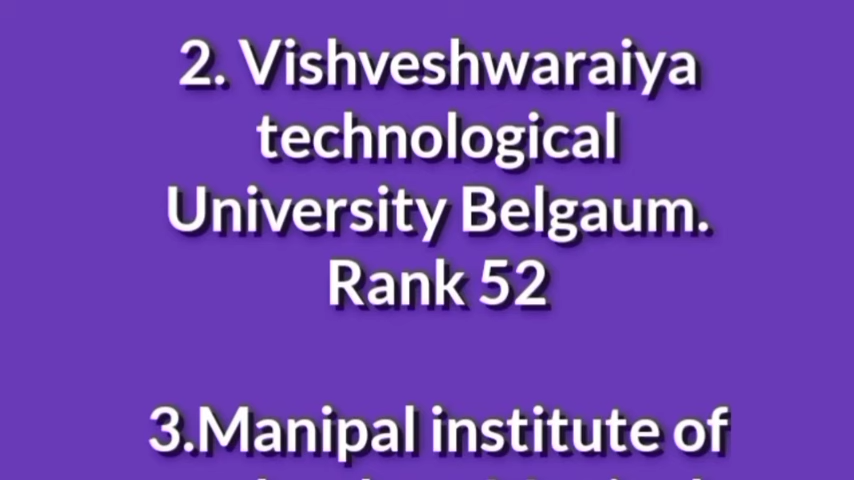 2. Vishveshwaraiya
technological
University Belgaum.
Rank 52
3.Manipal institute of